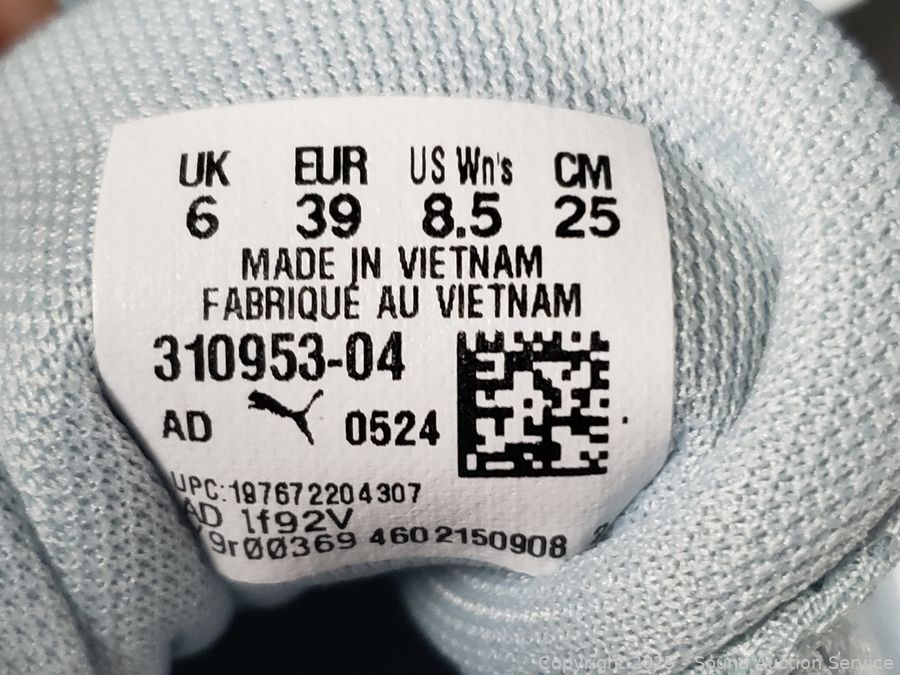 UK EUR US Wn's CM
6 39 8.5 25
MADE IN VIETNAM
FABRIQUÉ AU VIETNAM
310953-04
AD 0524
UPC:197672204307
AD 1f92V
9r00369 4602150908
Copyright 2025 - Sound Auction Service